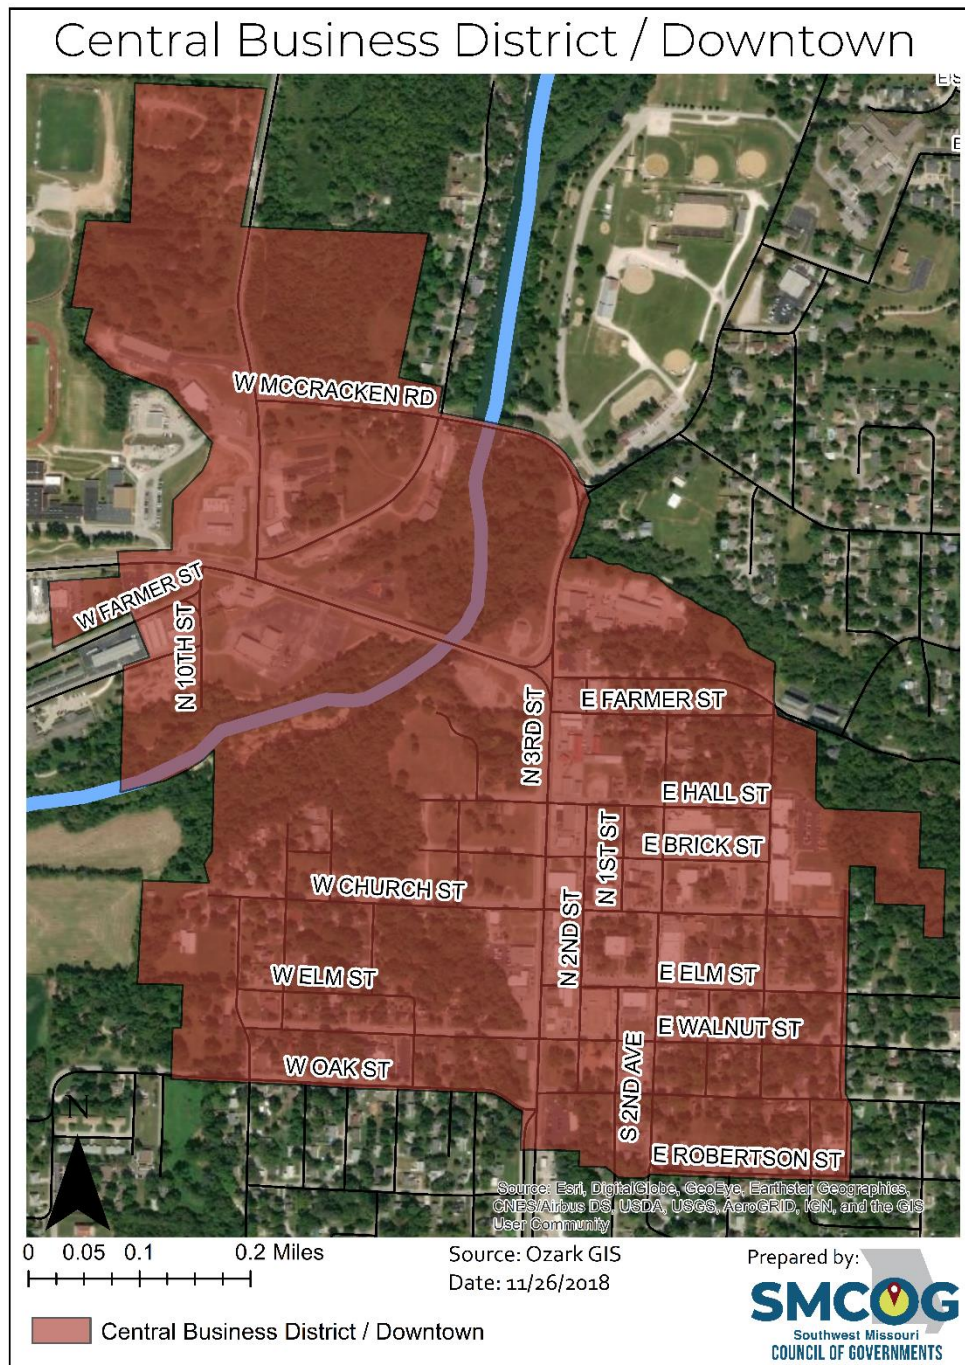 Central Business District / Downtown
E S
E
W MCCRACKEN RD
W FARMER ST
N 10TH ST
E FARMER ST
N 3RD ST
E HALL ST
N 1ST ST
E BRICK ST
W CHURCH ST
N 2ND ST
W ELM ST
E ELM ST
E WALNUT ST
W OAK ST
S 2ND AVE
N
E ROBERTSON ST
Source: Esri, DigitalGlobe, GeoEye, Earthstar Geographics,
CNES/Airbus DS, USDA, USGS, AeroGRID, IGN, and the GIS
User Community
0 0.05 0.1 0.2 Miles
Source: Ozark GIS
Date: 11/26/2018
Prepared by:
SMCOG
Southwest Missouri
COUNCIL OF GOVERNMENTS
Central Business District / Downtown